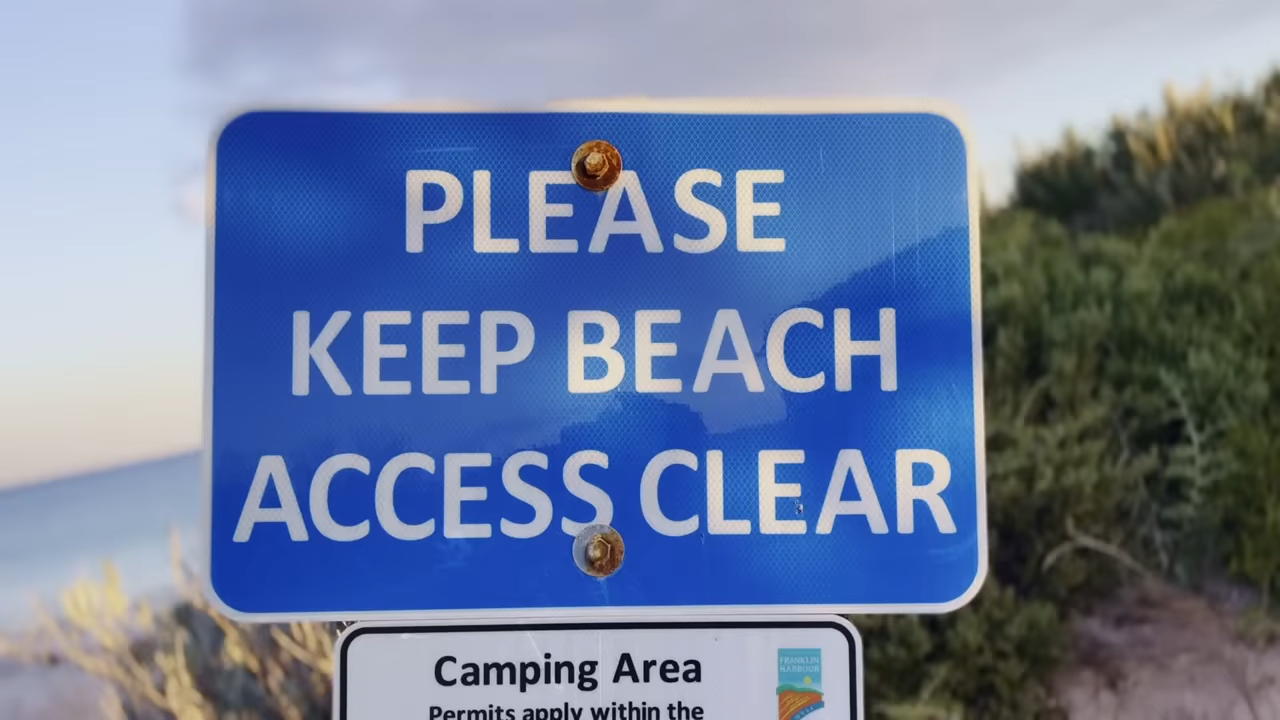 PLEASE
KEEP BEACH
ACCESS CLEAR
Camping Area
FRANKLIN
HARBOUR
Permits apply within the